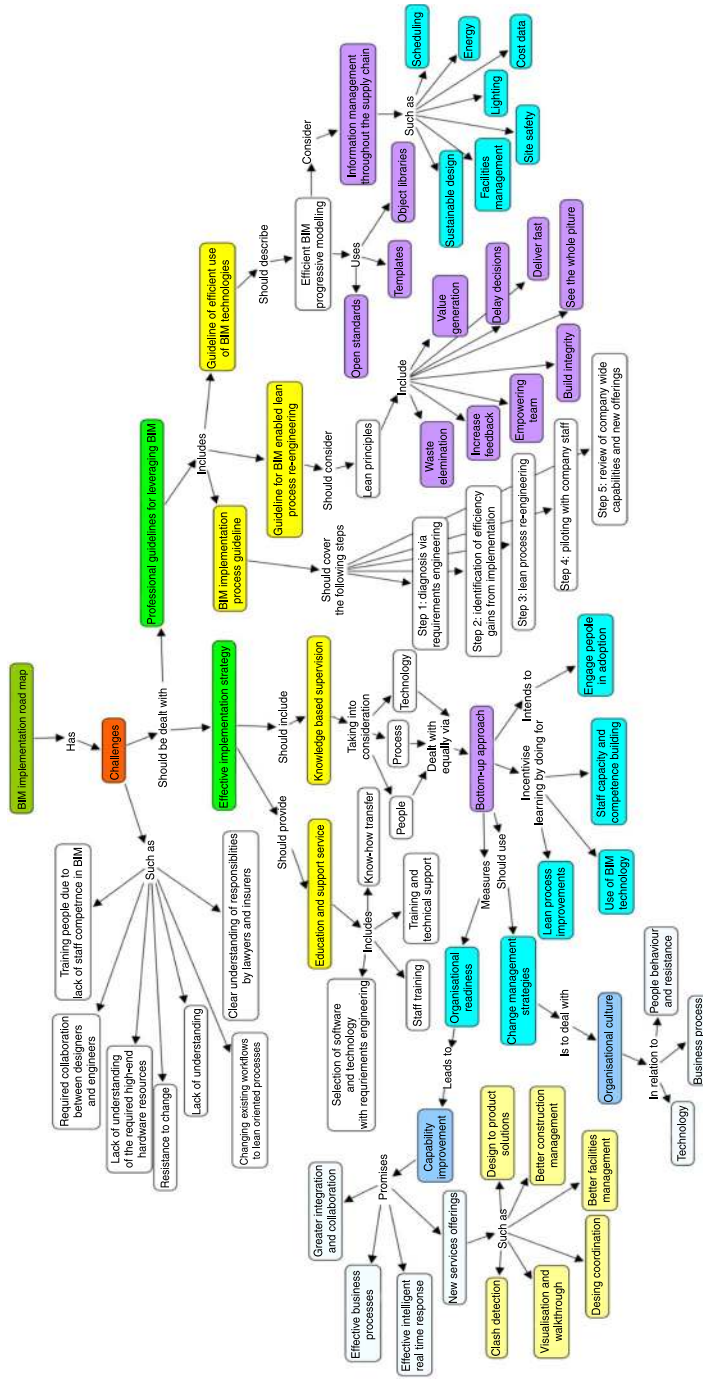 BIM implementation road map
Has
Challenges
Such as
Training people due to
lack of staff competrnce in BIM
Required collaboration
between designers
and engineers
Lack of understanding
of the required high-end
hardware resources
Resistance to change
Lack of understanding
Changing existing workflows
to lean oriented processes
Clear understanding of responsiblities
by lawyers and insurers
Should be dealt with
Professional guidelines for leveraging BIM
Includes
Guideline of efficient use
of BIM technologies
Should describe
Efficient BIM
progressive modelling
Consider
Information management
throughout the supply chain
Such as
Scheduling
Energy
Cost data
Lighting
Site safety
Facilities
management
Sustainable design
Uses
Object libraries
Templates
Open standards
Guideline for BIM enabled lean
process re-engineering
Should consider
Lean principles
Include
Value
generation
Delay decisions
Deliver fast
See the whole piture
Build integrity
Empowering
team
Increase
feedback
Waste
elemination
BIM implementation
process guideline
Should cover
the following steps
Step 1: diagnosis via
requirements engineering
Step 2: identification of efficiency
gains from implementation
Step 3: lean process re-engineering
Step 4: piloting with company staff
Step 5: review of company wide
capabilities and new offerings
Effective implementation strategy
Should include
Knowledge based supervision
Taking into
consideration
Technology
Process
People
Dealt with
equally via
Bottom-up approach
Intends to
Engage pepole
in adoption
Incentivise
learning by doing for
Staff capacity and
competence building
Use of BIM
technology
Lean process
improvements
Should use
Change management
strategies
Is to deal with
Organisational culture
In relation to
People behaviour
and resistance
Business process
Technology
Measures
Organisational
readiness
Leads to
Capability
improvement
Promises
Greater integration
and collaboration
Effective business
processes
Effective intelligent
real time response
New services offerings
Such as
Design to product
solutions
Better construction
management
Better facilities
management
Desing coordination
Visualisation and
walkthrough
Clash detection
Should provide
Education and support service
Includes
Know-how transfer
Training and
technical support
Staff training
Selection of software
and technology
with requriements engineering